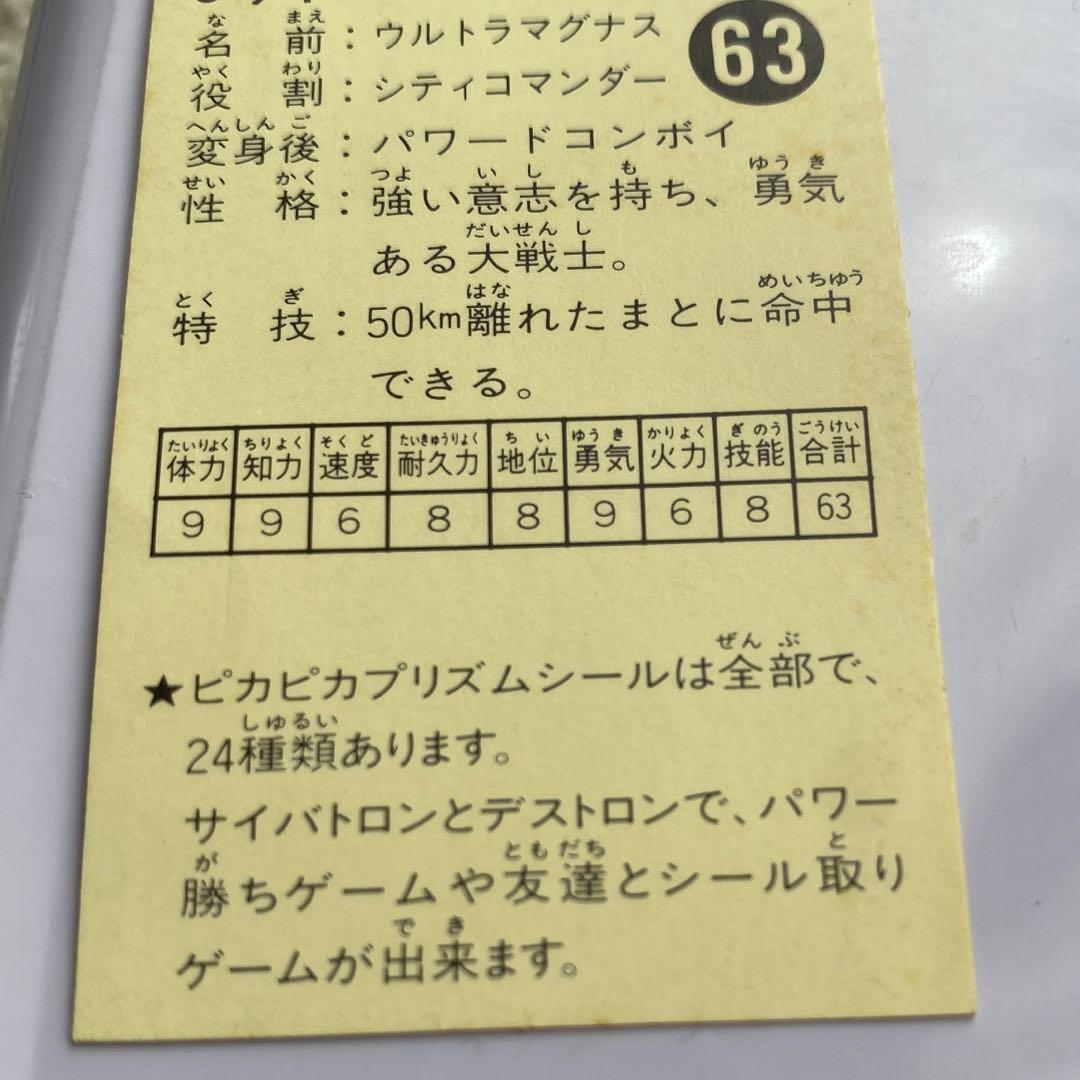 名前：ウルトラマグナス
63
役割：シティコマンダー
変身後：パワードコンボイ
性格：強い意志を持ち、勇気
ある大戦士。
特技：50km離れたまとに命中
できる。
体力 知力 速度 耐久力 地位 勇気 火力 技能 合計
9 9 6 8 8 9 6 8 63
★ピカピカプリズムシールは全部で、
24種類あります。
サイバトロンとデストロンで、パワー
勝ちゲームや友達とシール取り
ゲームが出来ます。